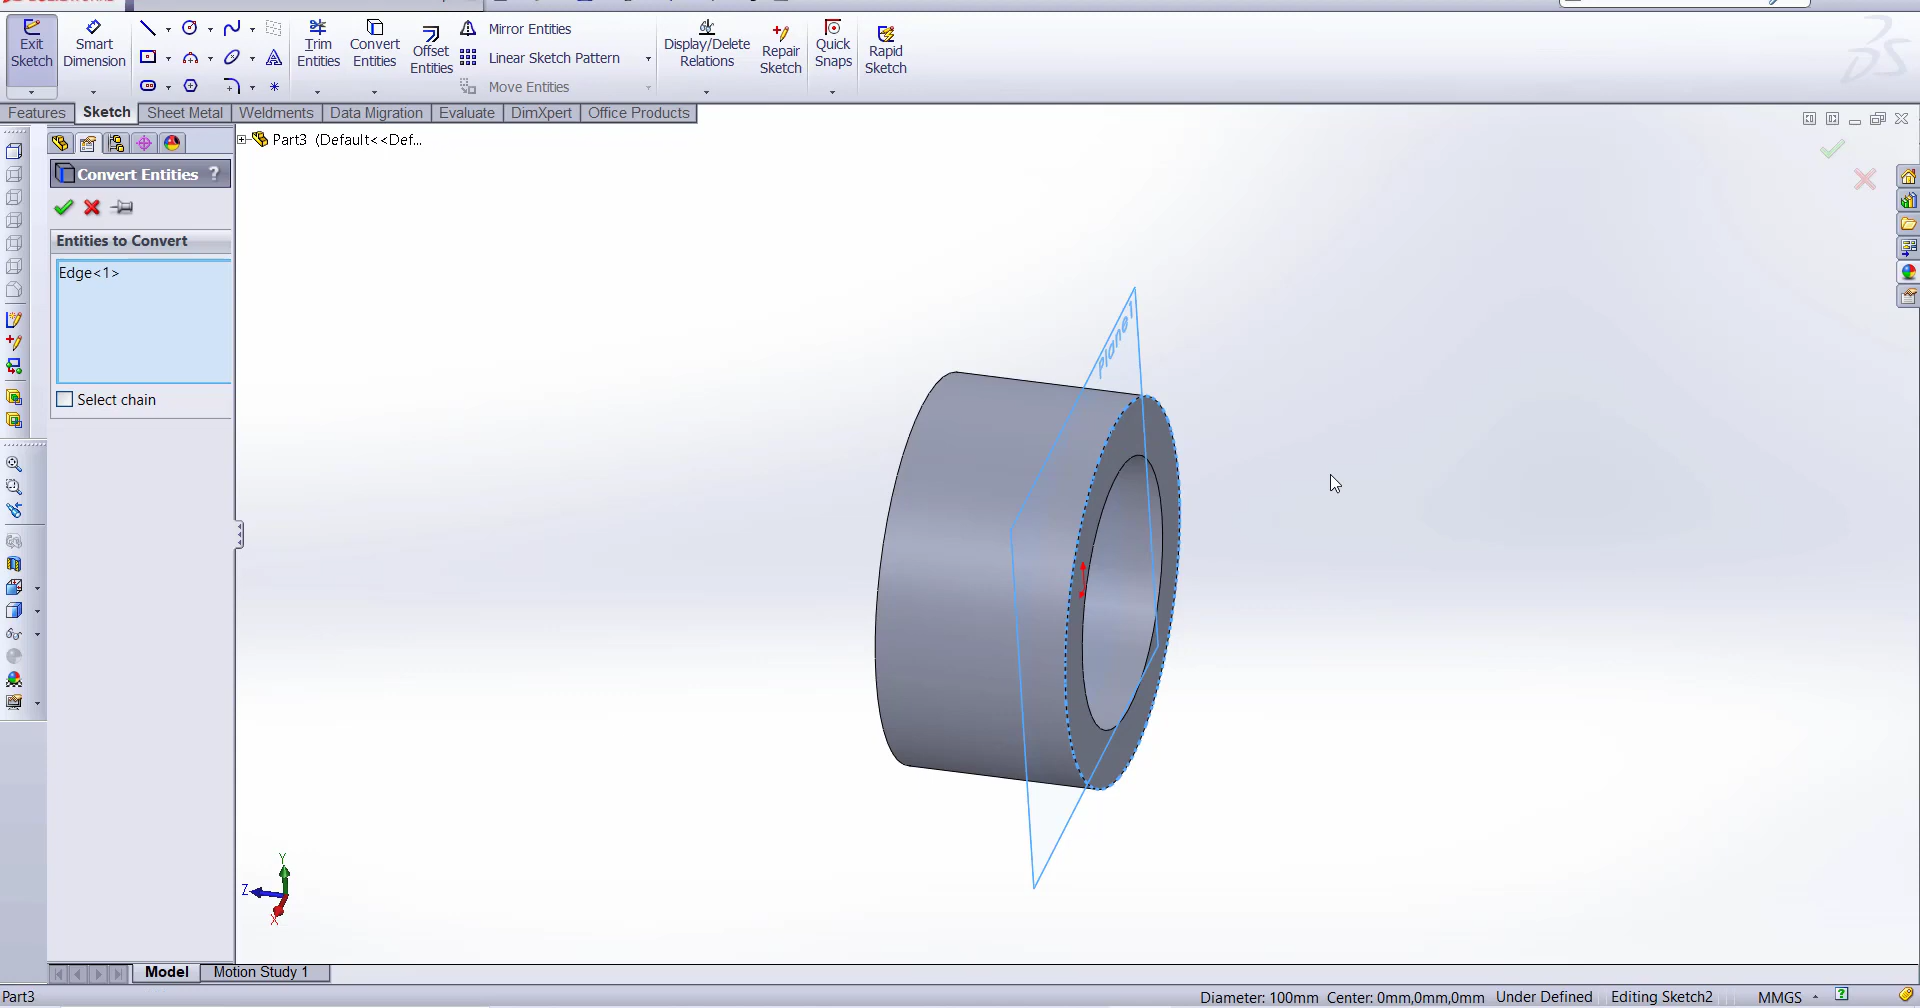 Exit Sketch
Smart Dimension
Trim Entities
Convert Entities
Offset Entities
Mirror Entities
Linear Sketch Pattern
Move Entities
Display/Delete Relations
Repair Sketch
Quick Snaps
Rapid Sketch
Features Sketch Sheet Metal Weldments Data Migration Evaluate DimXpert Office Products
Part3 (Default<<Def...
Convert Entities ?
Entities to Convert
Edge<1>
Select chain
Plane1
Y
Z
X
Model Motion Study 1
Part3 Diameter: 100mm Center: 0mm,0mm,0mm Under Defined Editing Sketch2 MMGS ?